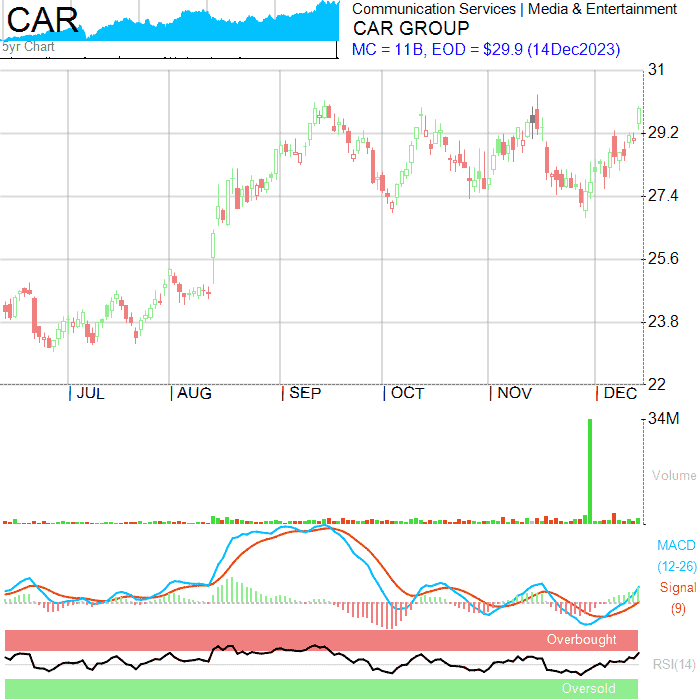 CAR
5yr Chart
Communication Services | Media & Entertainment
CAR GROUP
MC = 11B, EOD = $29.9 (14Dec2023)
31
29.2
27.4
25.6
23.8
22
JUL
AUG
SEP
OCT
NOV
DEC
34M
Volume
MACD
(12-26)
Signal
(9)
Overbought
RSI(14)
Oversold